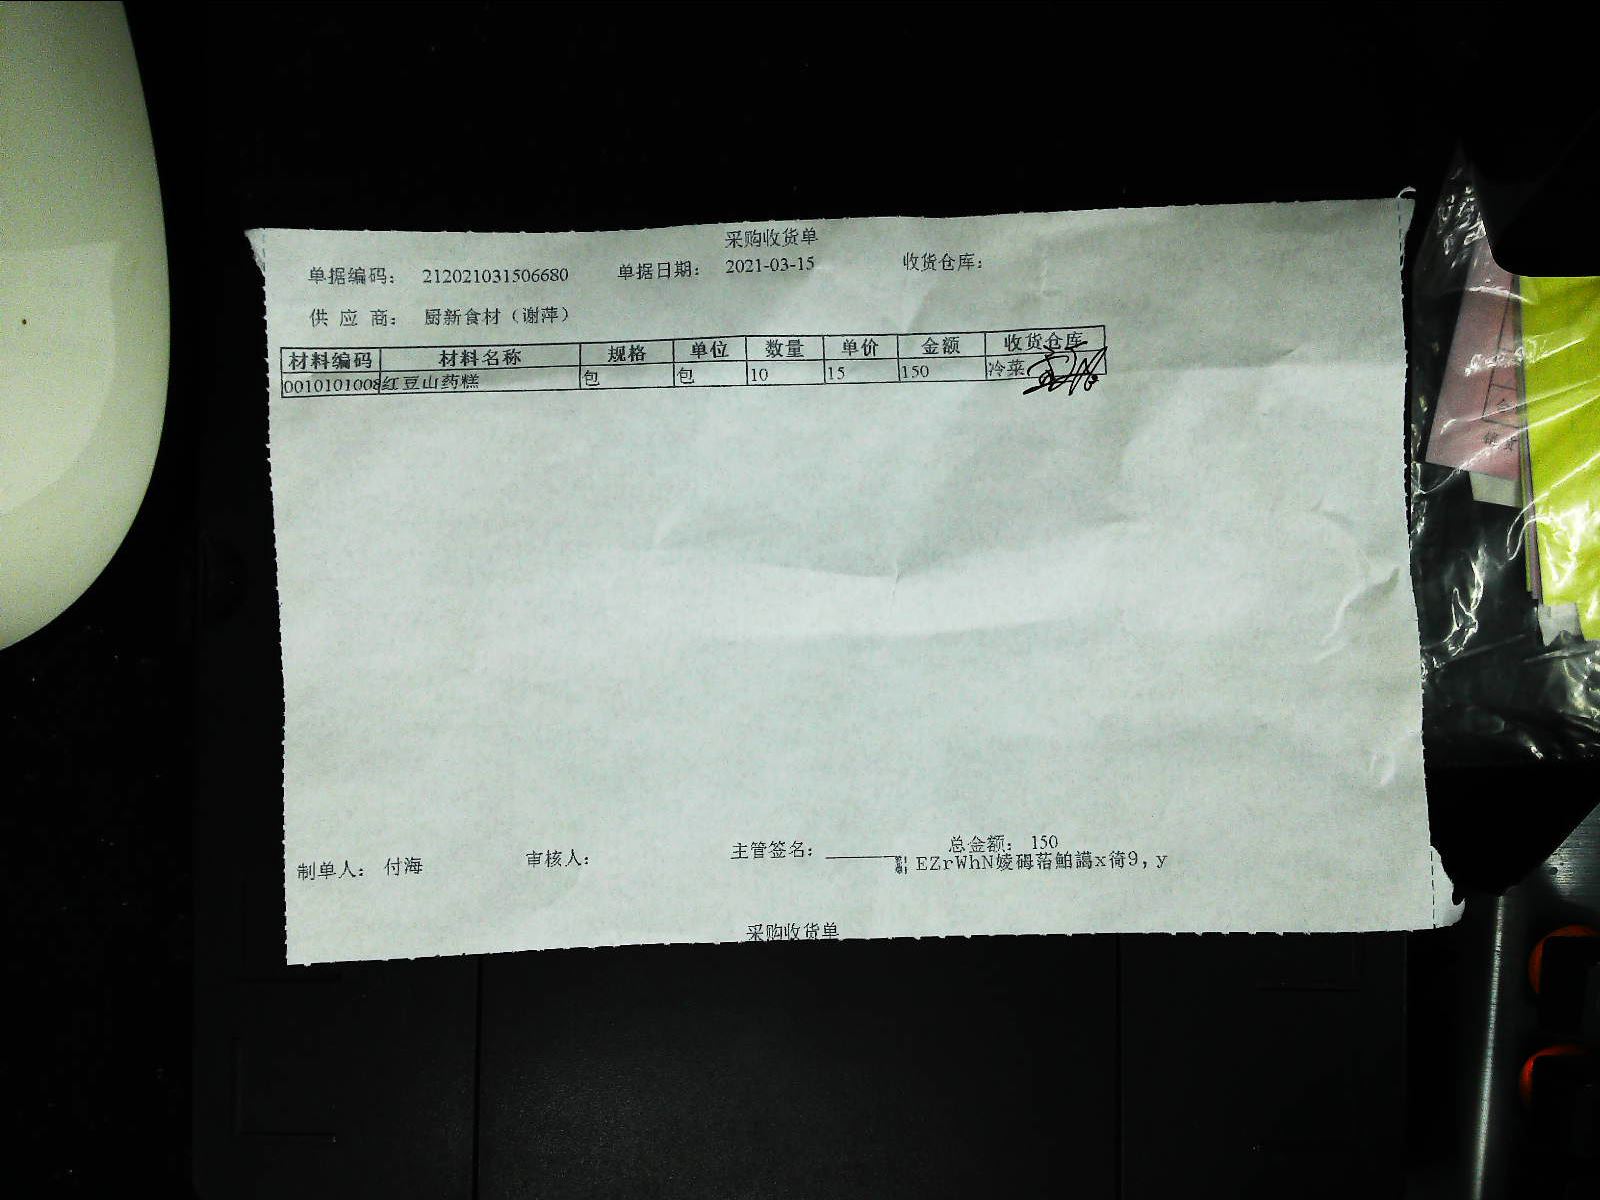 采购收货单
单据编码: 212021031506680 单据日期: 2021-03-15 收货仓库:
供 应 商: 厨新食材（谢萍）
材料编码 材料名称 规格 单位 数量 单价 金额 收货仓库
0010101008 红豆山药糕 包 包 10 15 150 冷菜
制单人: 付海 审核人: 主管签名: 总金额: 150
EZrWhN
采购收货单